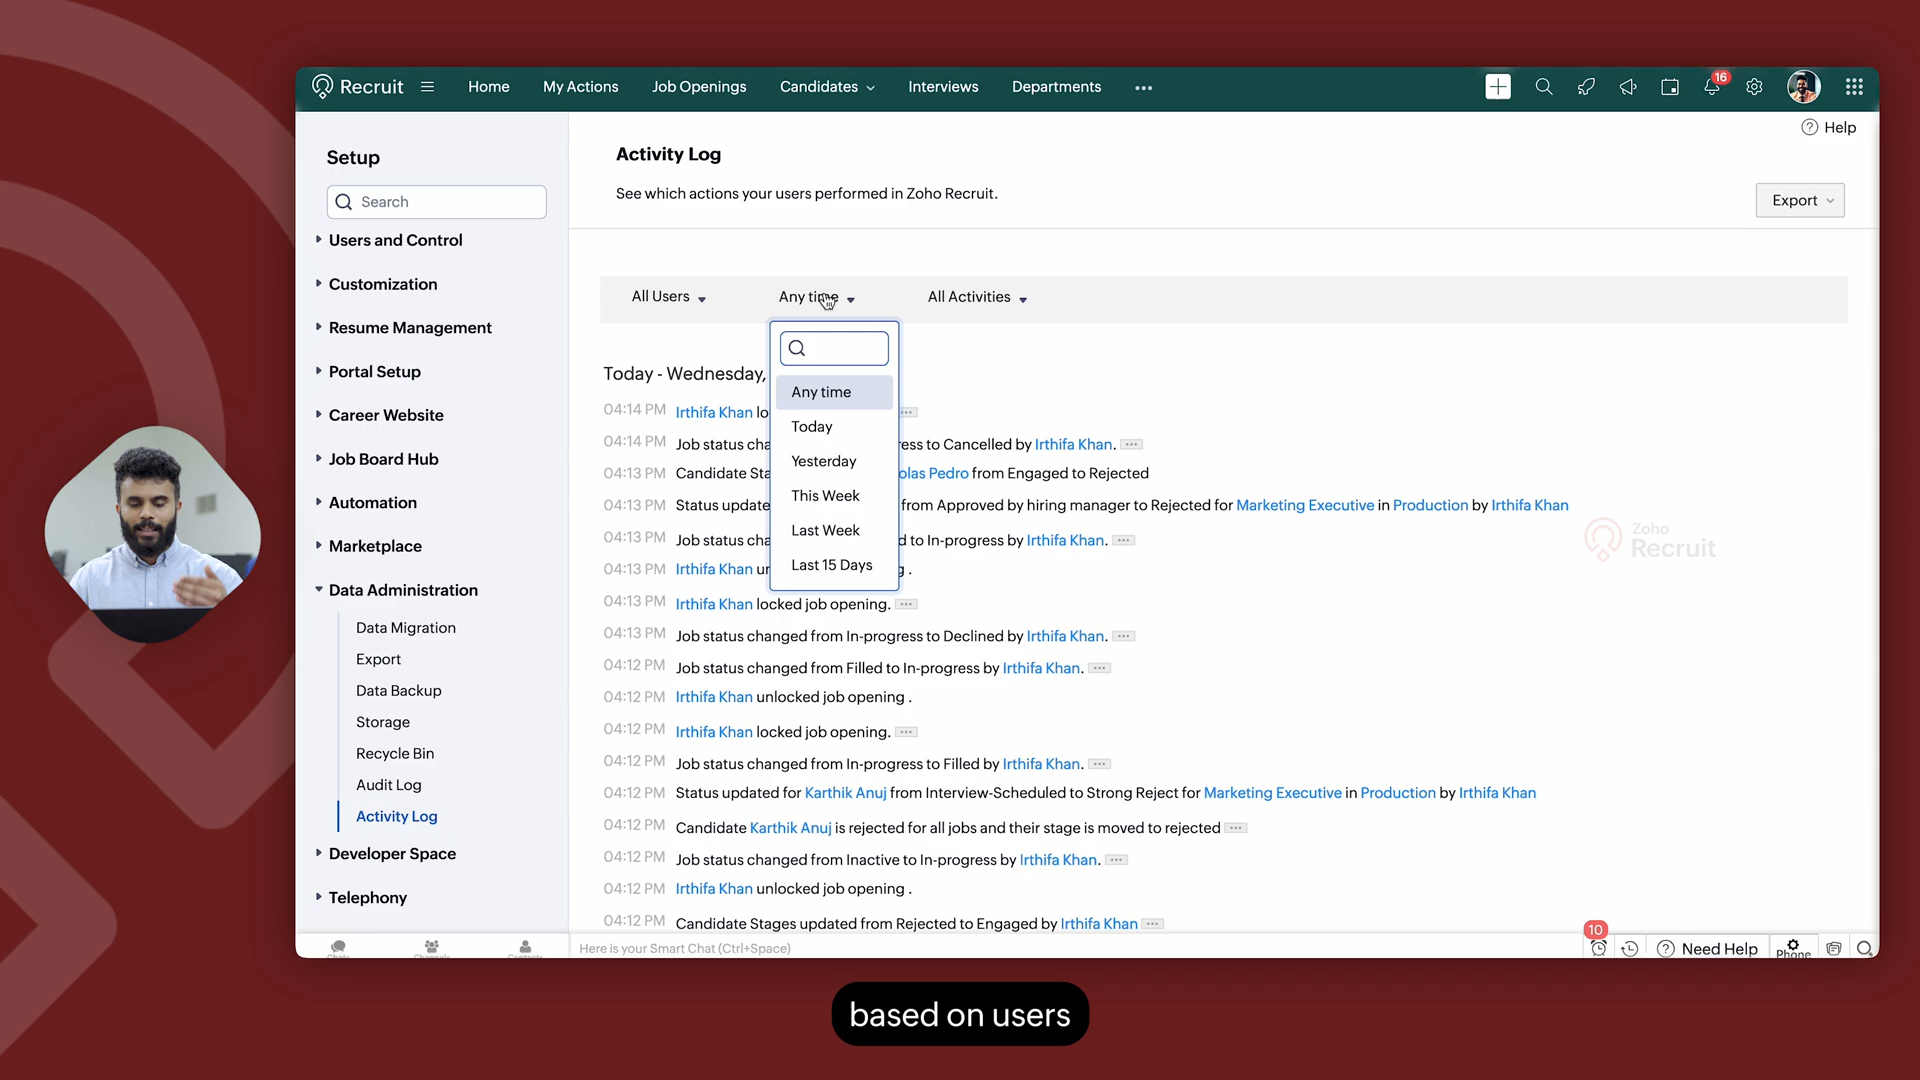 Recruit
Home
My Actions
Job Openings
Candidates
Interviews
Departments
16
Help
Setup
Search
Users and Control
Customization
Resume Management
Portal Setup
Career Website
Job Board Hub
Automation
Marketplace
Data Administration
Data Migration
Export
Data Backup
Storage
Recycle Bin
Audit Log
Activity Log
Developer Space
Telephony
Activity Log
See which actions your users performed in Zoho Recruit.
Export
All Users
Any time
All Activities
Any time
Today
Yesterday
This Week
Last Week
Last 15 Days
Today - Wednesday,
04:14 PM Irthifa Khan lo
04:14 PM Job status cha ress to Cancelled by Irthifa Khan.
04:13 PM Candidate Sta olas Pedro from Engaged to Rejected
04:13 PM Status update from Approved by hiring manager to Rejected for Marketing Executive in Production by Irthifa Khan
04:13 PM Job status cha d to In-progress by Irthifa Khan.
04:13 PM Irthifa Khan un g .
04:13 PM Irthifa Khan locked job opening.
04:13 PM Job status changed from In-progress to Declined by Irthifa Khan.
04:12 PM Job status changed from Filled to In-progress by Irthifa Khan.
04:12 PM Irthifa Khan unlocked job opening .
04:12 PM Irthifa Khan locked job opening.
04:12 PM Job status changed from In-progress to Filled by Irthifa Khan.
04:12 PM Status updated for Karthik Anuj from Interview-Scheduled to Strong Reject for Marketing Executive in Production by Irthifa Khan
04:12 PM Candidate Karthik Anuj is rejected for all jobs and their stage is moved to rejected
04:12 PM Job status changed from Inactive to In-progress by Irthifa Khan.
04:12 PM Irthifa Khan unlocked job opening .
04:12 PM Candidate Stages updated from Rejected to Engaged by Irthifa Khan
Zoho
Recruit
Here is your Smart Chat (Ctrl+Space)
10
Need Help
Phone
based on users